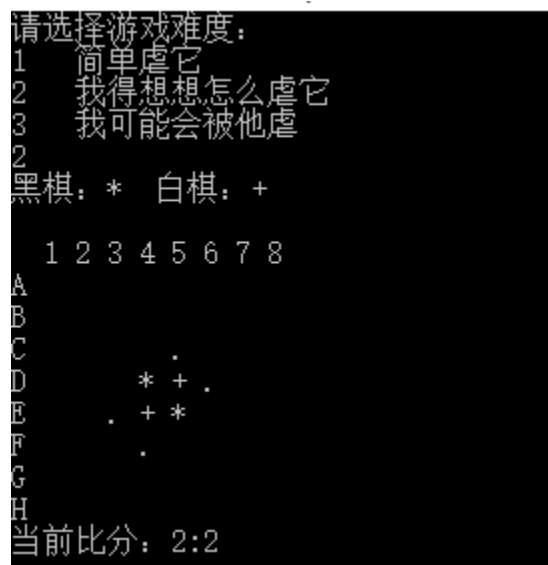 请选择游戏难度：
1   简单虐它
2   我得想想怎么虐它
3   我可能会被他虐
2
黑棋：*  白棋：+
  1 2 3 4 5 6 7 8
A
B
C         .
D       * + .
E     . + *
F       .
G
H
当前比分：2:2